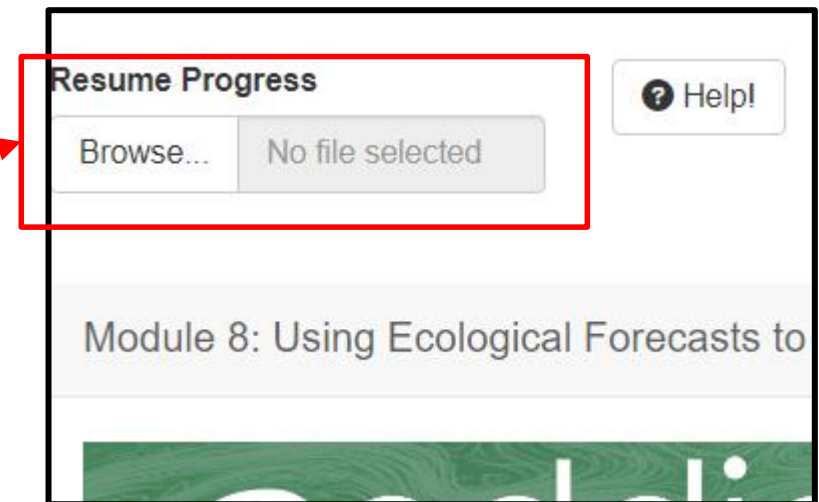 Resume Progress
Help!
Browse...
No file selected
Module 8: Using Ecological Forecasts to